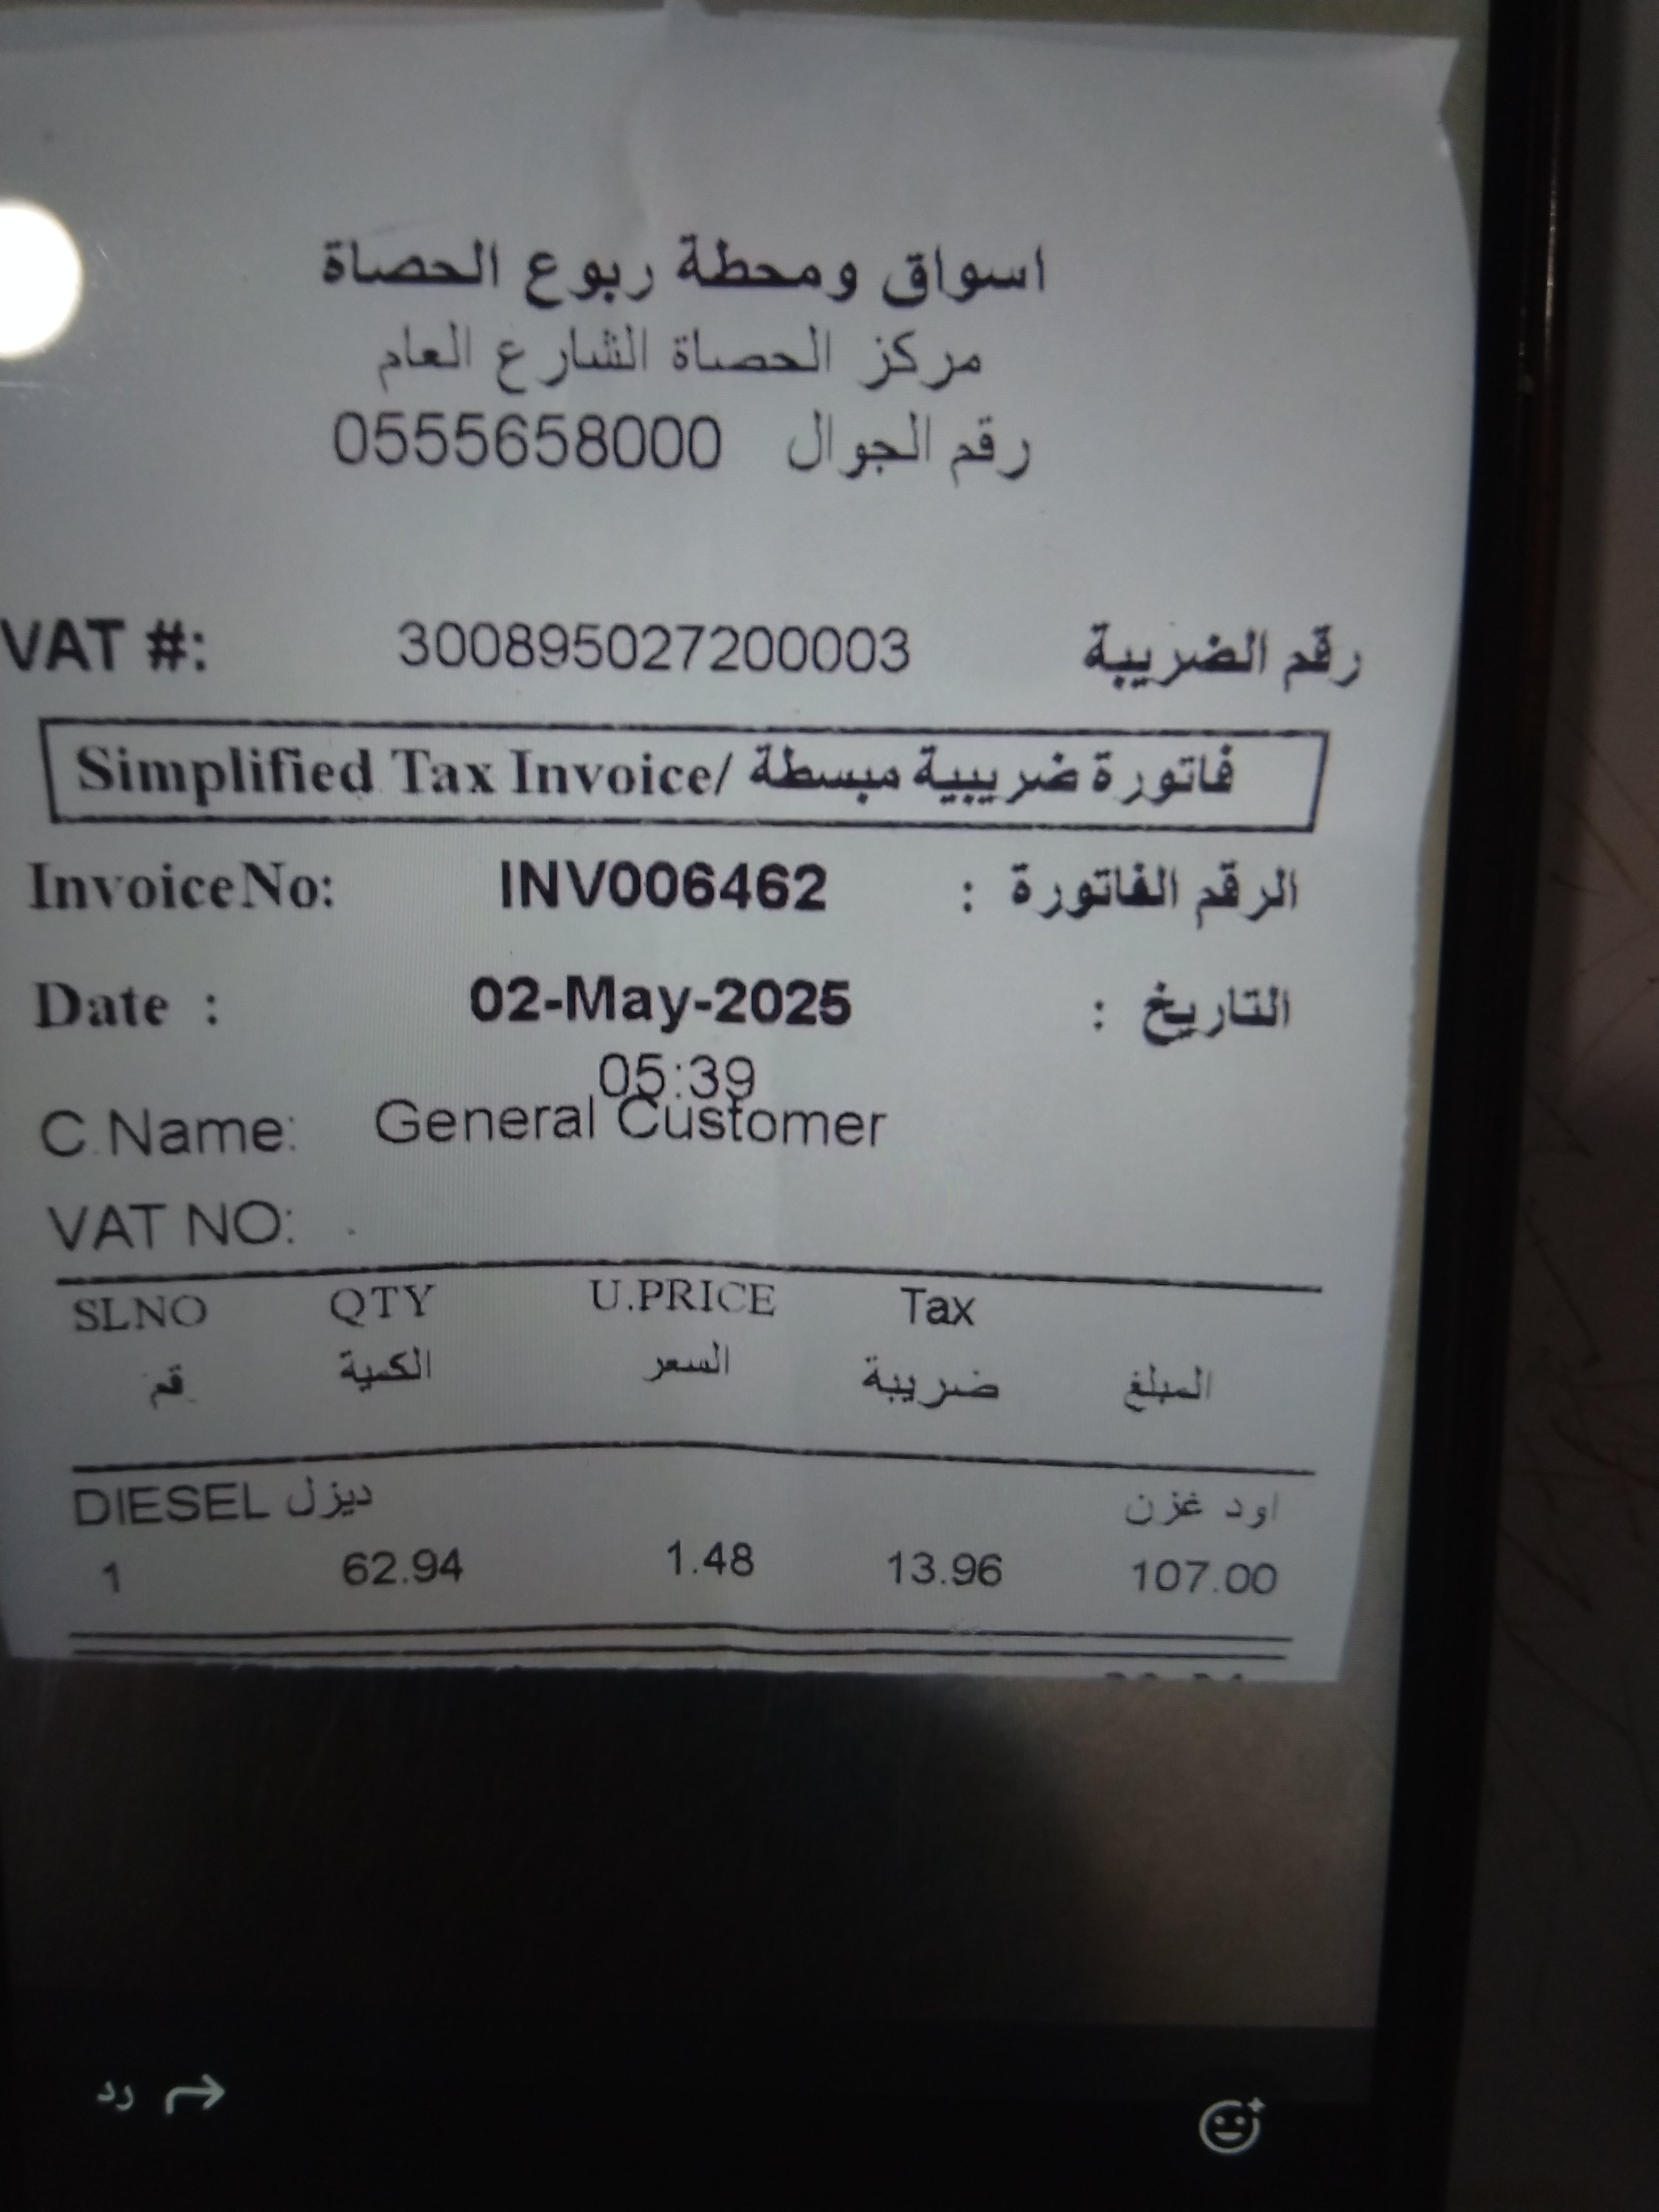 اسواق ومحطة ربوع الحصاة
مركز الحصاة الشارع العام
رقم الجوال 0555658000
VAT #: 300895027200003 رقم الضريبة
Simplified Tax Invoice/ فاتورة ضريبية مبسطة
InvoiceNo: INV006462 الرقم الفاتورة :
Date : 02-May-2025 التاريخ :
05:39
C.Name: General Customer
VAT NO: .
SLNO QTY U.PRICE Tax
قم الكمية السعر ضريبة المبلغ
DIESEL ديزل اود غزن
1 62.94 1.48 13.96 107.00
رد